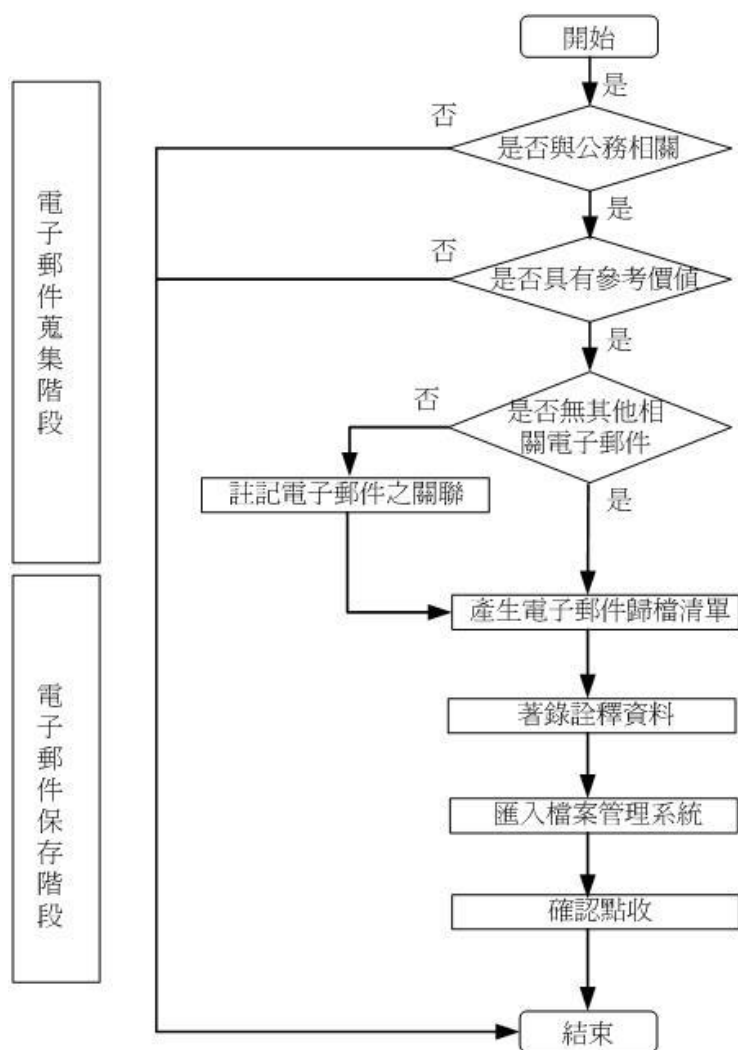 開始
是
否
是否與公務相關
是
否
是否具有參考價值
是
否
是否無其他相
關電子郵件
註記電子郵件之關聯
是
電子郵件蒐集階段
產生電子郵件歸檔清單
著錄詮釋資料
匯入檔案管理系統
確認點收
電子郵件保存階段
結束